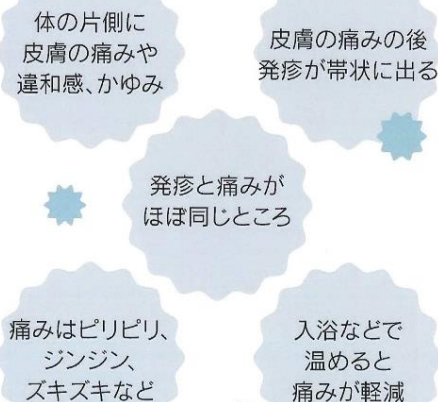 体の片側に
皮膚の痛みや
違和感、かゆみ
皮膚の痛みの後
発疹が帯状に出る
発疹と痛みが
ほぼ同じところ
痛みはピリピリ、
ジンジン、
ズキズキなど
入浴などで
温めると
痛みが軽減